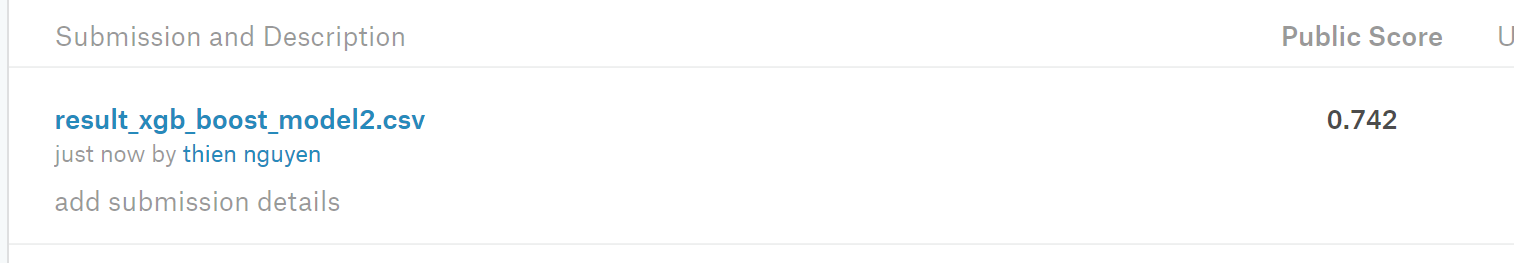 Submission and Description Public Score U
result_xgb_boost_model2.csv 0.742
just now by thien nguyen
add submission details